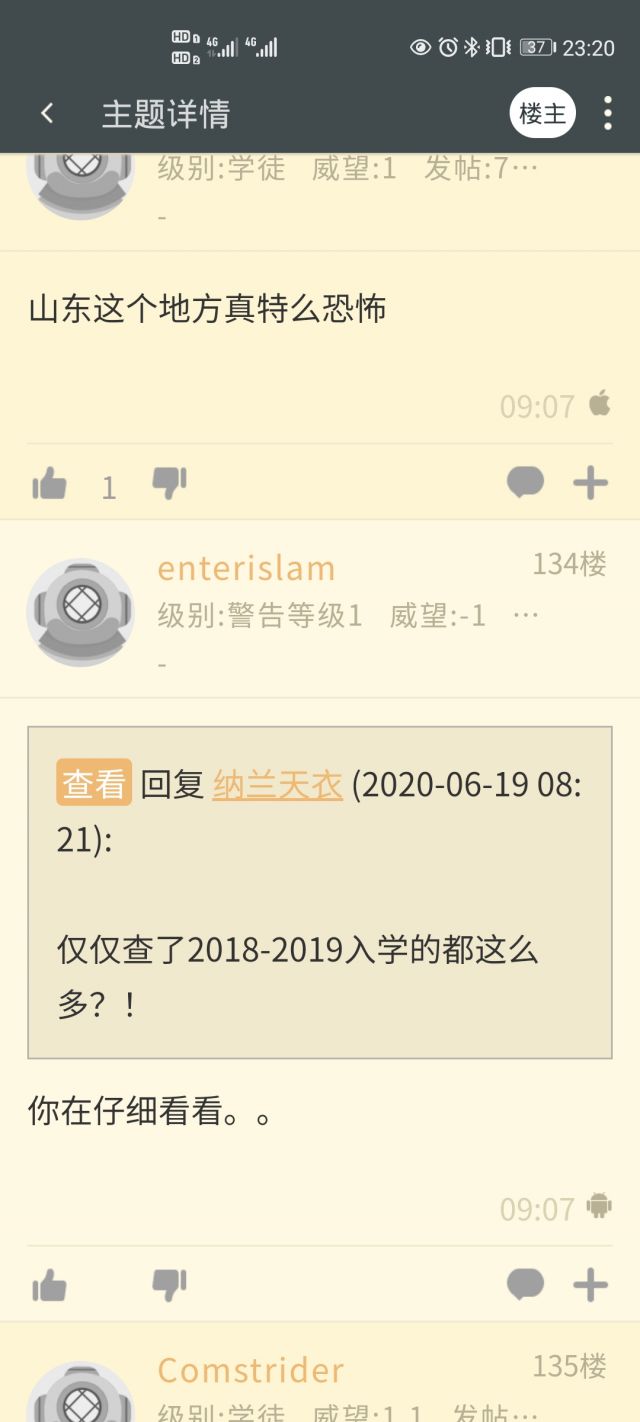 HD 1 4G 4G 37 23:20
HD 2
主题详情 楼主
级别:学徒 威望:1 发帖:7…
-
山东这个地方真特么恐怖
09:07
1
enterislam 134楼
级别:警告等级1 威望:-1 …
-
查看 回复 纳兰天衣 (2020-06-19 08:
21):
仅仅查了2018-2019入学的都这么
多？！
你在仔细看看。。
09:07
Comstrider 135楼
级别:学徒 威望:1.1 发帖…